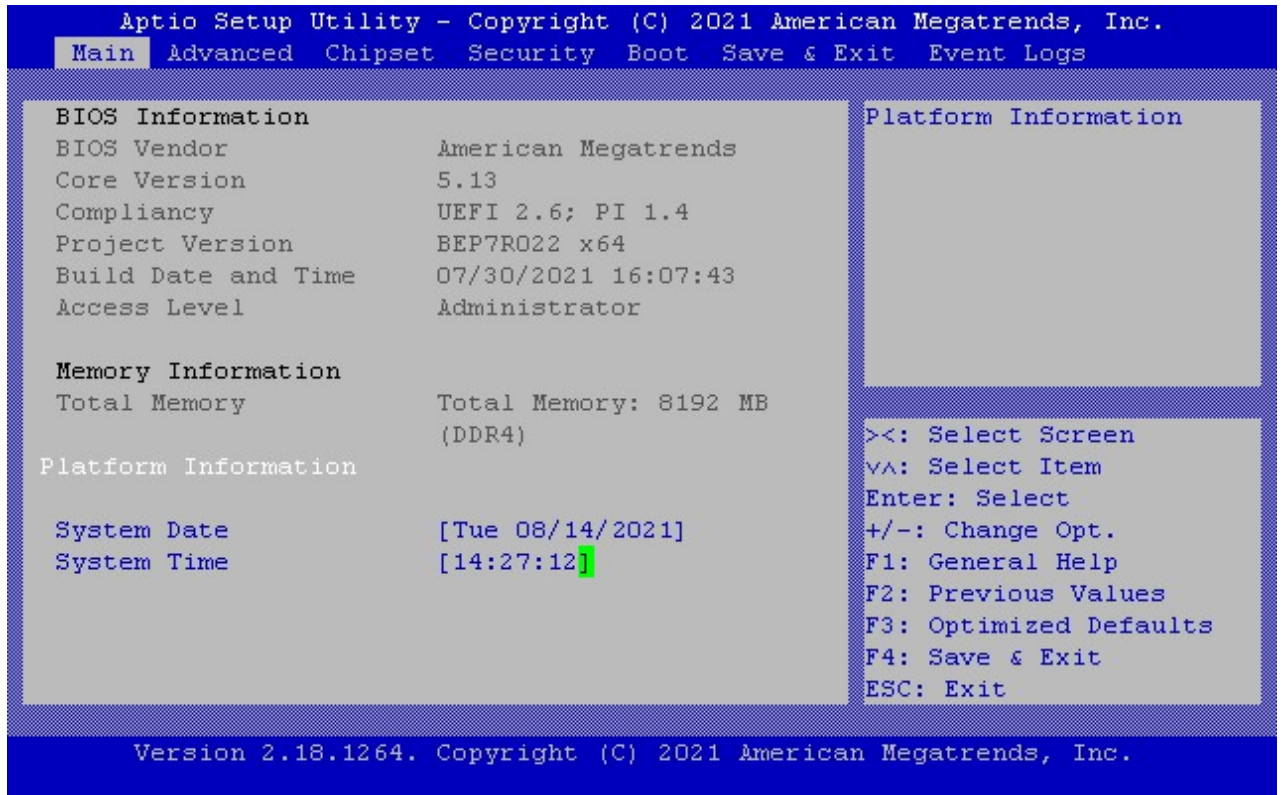 Aptio Setup Utility - Copyright (C) 2021 American Megatrends, Inc.
Main Advanced Chipset Security Boot Save & Exit Event Logs
BIOS Information
BIOS Vendor American Megatrends
Core Version 5.13
Compliancy UEFI 2.6; PI 1.4
Project Version BEP7R022 x64
Build Date and Time 07/30/2021 16:07:43
Access Level Administrator
Memory Information
Total Memory Total Memory: 8192 MB
(DDR4)
Platform Information
System Date [Tue 08/14/2021]
System Time [14:27:12]
Platform Information
><: Select Screen
v^: Select Item
Enter: Select
+/-: Change Opt.
F1: General Help
F2: Previous Values
F3: Optimized Defaults
F4: Save & Exit
ESC: Exit
Version 2.18.1264. Copyright (C) 2021 American Megatrends, Inc.